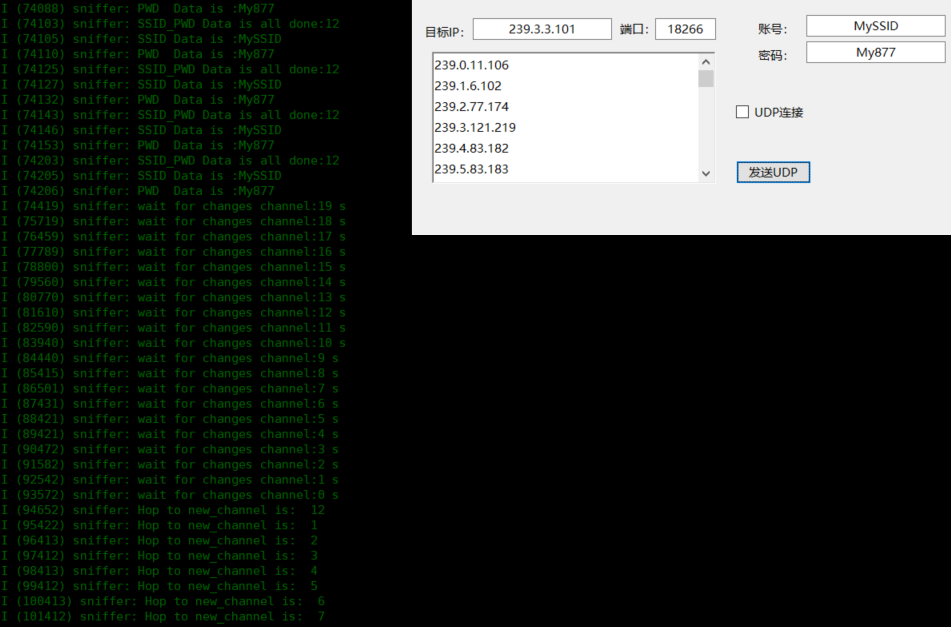 I (74088) sniffer: PWD  Data is :My877
I (74103) sniffer: SSID_PWD Data is all done:12
I (74105) sniffer: SSID Data is :MySSID
I (74110) sniffer: PWD  Data is :My877
I (74125) sniffer: SSID_PWD Data is all done:12
I (74127) sniffer: SSID Data is :MySSID
I (74132) sniffer: PWD  Data is :My877
I (74143) sniffer: SSID_PWD Data is all done:12
I (74146) sniffer: SSID Data is :MySSID
I (74153) sniffer: PWD  Data is :My877
I (74203) sniffer: SSID_PWD Data is all done:12
I (74205) sniffer: SSID Data is :MySSID
I (74206) sniffer: PWD  Data is :My877
I (74419) sniffer: wait for changes channel:19 s
I (75719) sniffer: wait for changes channel:18 s
I (76459) sniffer: wait for changes channel:17 s
I (77789) sniffer: wait for changes channel:16 s
I (78800) sniffer: wait for changes channel:15 s
I (79560) sniffer: wait for changes channel:14 s
I (80770) sniffer: wait for changes channel:13 s
I (81610) sniffer: wait for changes channel:12 s
I (82590) sniffer: wait for changes channel:11 s
I (83940) sniffer: wait for changes channel:10 s
I (84440) sniffer: wait for changes channel:9 s
I (85415) sniffer: wait for changes channel:8 s
I (86501) sniffer: wait for changes channel:7 s
I (87431) sniffer: wait for changes channel:6 s
I (88421) sniffer: wait for changes channel:5 s
I (89421) sniffer: wait for changes channel:4 s
I (90472) sniffer: wait for changes channel:3 s
I (91582) sniffer: wait for changes channel:2 s
I (92542) sniffer: wait for changes channel:1 s
I (93572) sniffer: wait for changes channel:0 s
I (94652) sniffer: Hop to new_channel is:  12
I (95422) sniffer: Hop to new_channel is:  1
I (96413) sniffer: Hop to new_channel is:  2
I (97412) sniffer: Hop to new_channel is:  3
I (98413) sniffer: Hop to new_channel is:  4
I (99412) sniffer: Hop to new_channel is:  5
I (100413) sniffer: Hop to new_channel is:  6
I (101412) sniffer: Hop to new_channel is:  7
目标IP: 239.3.3.101 端口: 18266
239.0.11.106
239.1.6.102
239.2.77.174
239.3.121.219
239.4.83.182
239.5.83.183
账号: MySSID
密码: My877
UDP连接
发送UDP